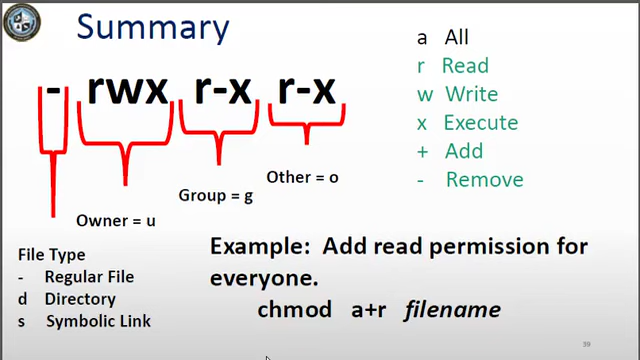 Summary
- rwx r-x r-x
Owner = u
Group = g
Other = o
a All
r Read
w Write
x Execute
+ Add
- Remove
File Type
- Regular File
d Directory
s Symbolic Link
Example: Add read permission for
everyone.
chmod a+r filename
39